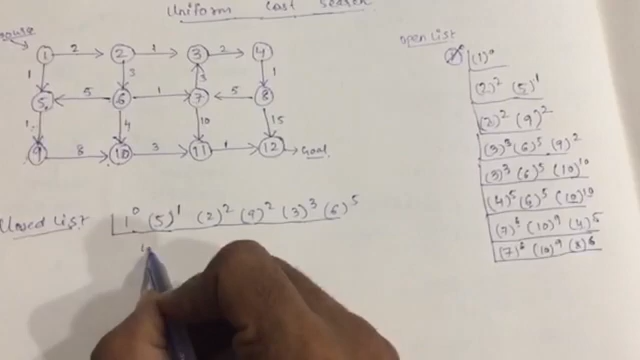 Uniform Cost Search
source
open list
1 2 2 1 3 2 4
1 3 3 1
5 5 6 1 7 5 8
1 4 10 15
9 8 10 3 11 1 12 Goal
(1)⁰
(2)² (5)¹
(2)² (9)²
(3)³ (6)⁵ (9)²
(3)³ (6)⁵ (10)¹⁰
(4)⁵ (6)⁵ (10)¹⁰
(7)⁶ (10)⁹ (4)⁵
(7)⁶ (10)⁹ (8)⁶
Closed List 1⁰ (5)¹ (2)² (9)² (3)³ (6)⁵